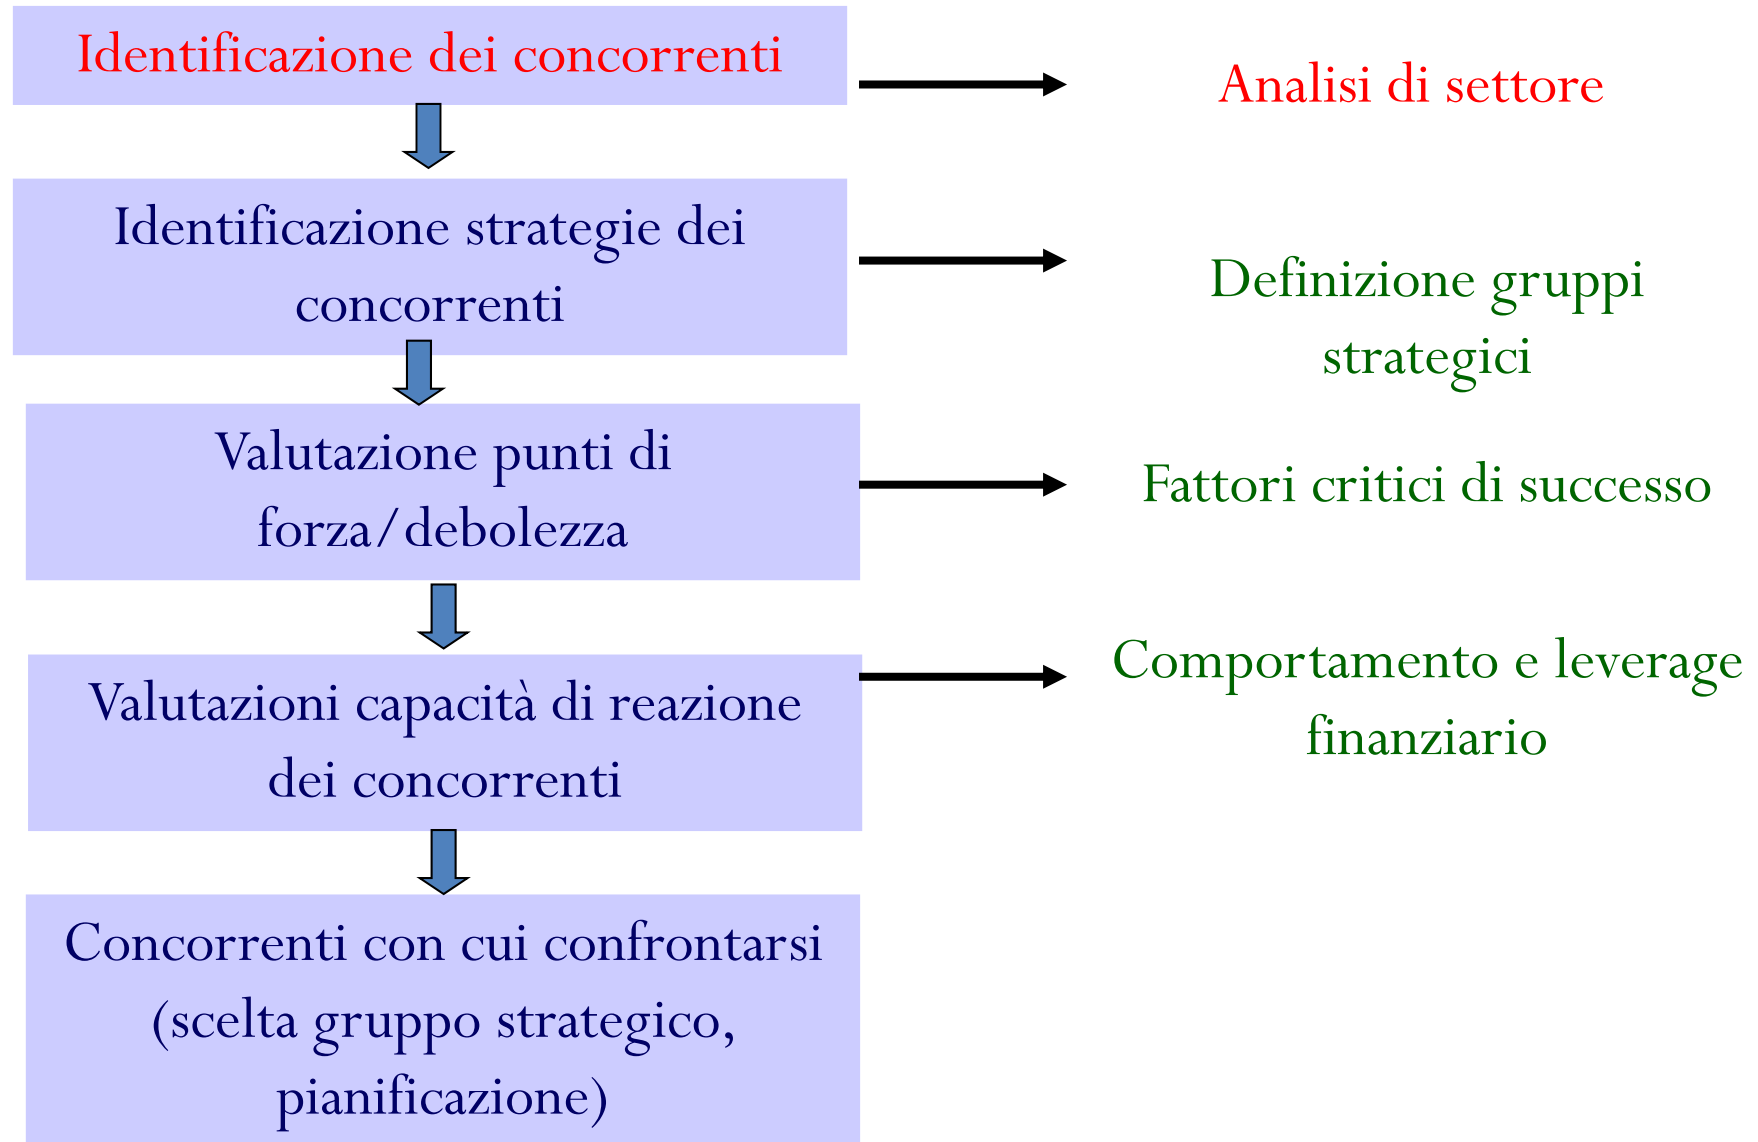 Identificazione dei concorrenti
Analisi di settore
Identificazione strategie dei
concorrenti
Definizione gruppi
strategici
Valutazione punti di
forza/debolezza
Fattori critici di successo
Valutazioni capacità di reazione
dei concorrenti
Comportamento e leverage
finanziario
Concorrenti con cui confrontarsi
(scelta gruppo strategico,
pianificazione)